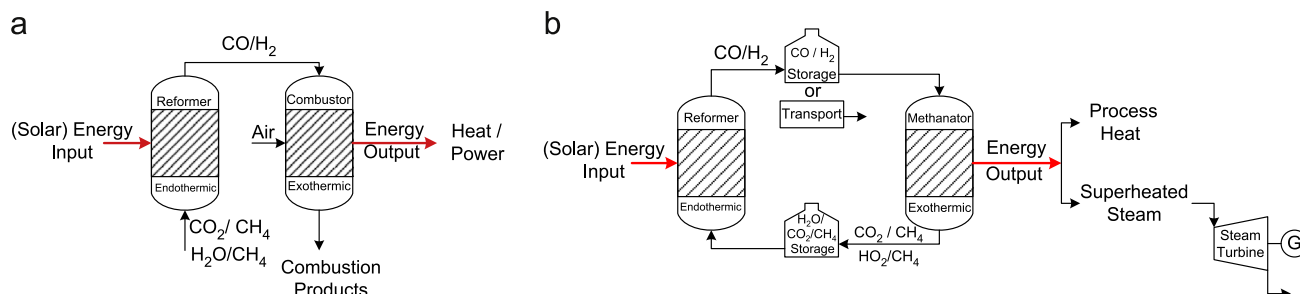 a
CO/H2
Reformer
Endothermic
(Solar) Energy
Input
CO2/ CH4
H2O/CH4
Combustor
Exothermic
Air
Energy
Output
Heat /
Power
Combustion
Products
b
CO/H2
CO / H2
Storage
or
Transport
Reformer
Endothermic
(Solar) Energy
Input
Methanator
Exothermic
H2O/
CO2/CH4
Storage
CO2 / CH4
HO2/CH4
Energy
Output
Process
Heat
Superheated
Steam
Steam
Turbine
G